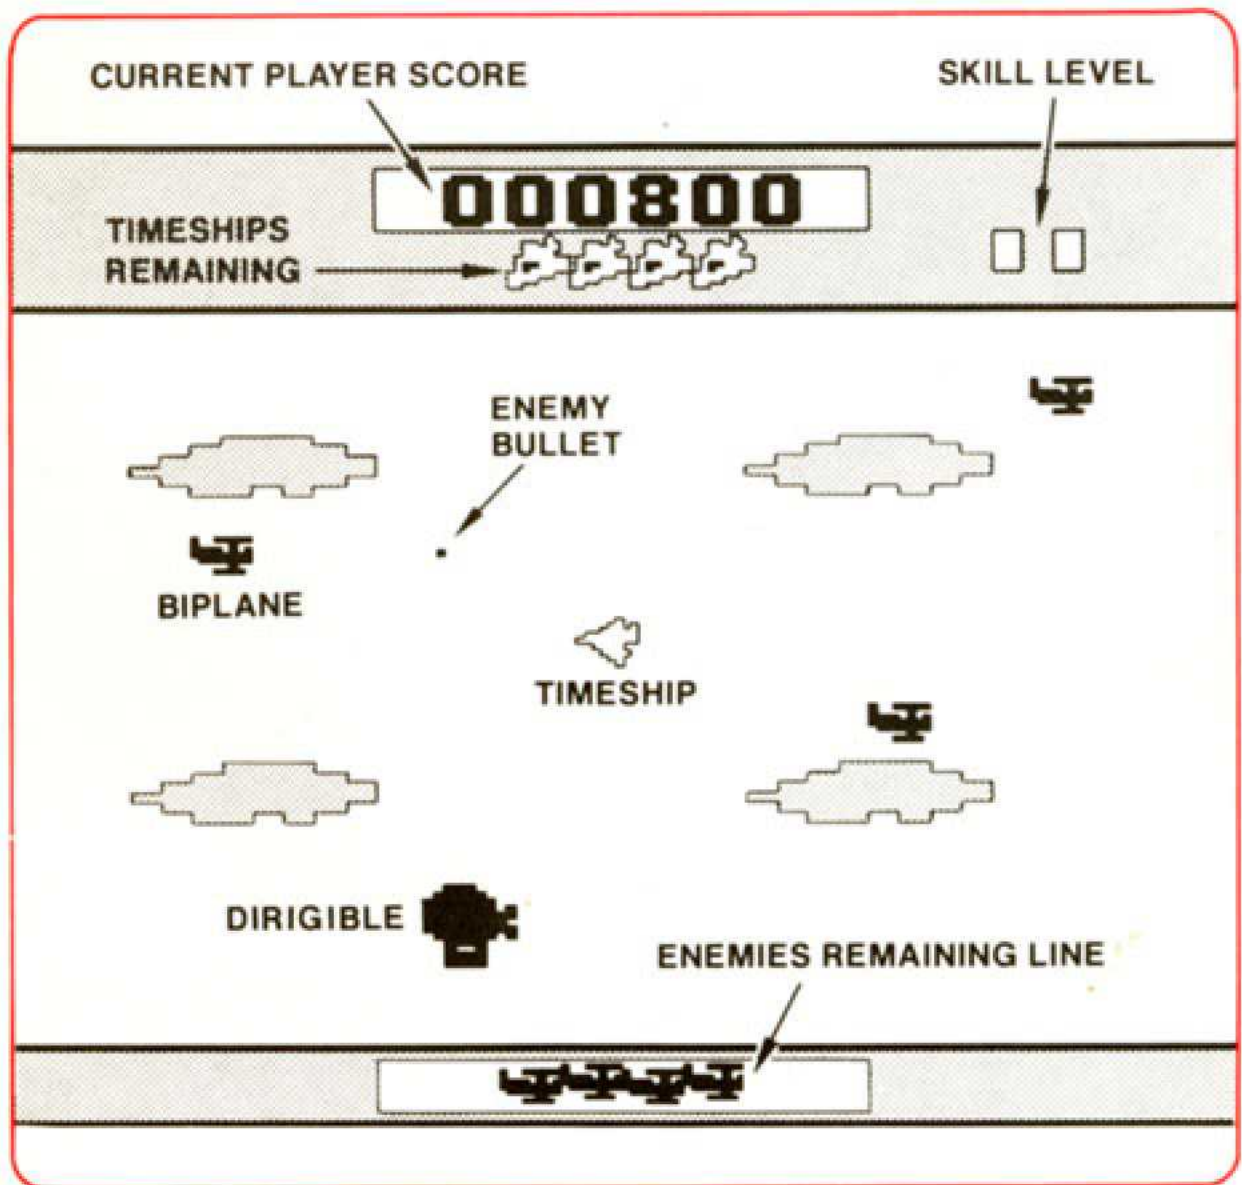 CURRENT PLAYER SCORE
SKILL LEVEL
000800
TIMESHIPS
REMAINING
ENEMY
BULLET
BIPLANE
TIMESHIP
DIRIGIBLE
ENEMIES REMAINING LINE